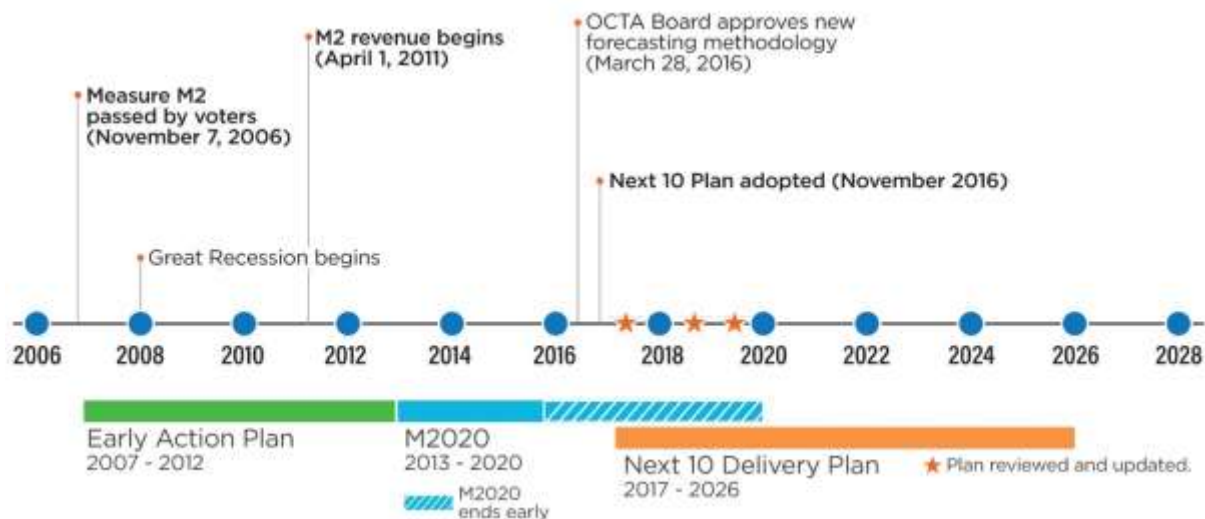 OCTA Board approves new
forecasting methodology
(March 28, 2016)
M2 revenue begins
(April 1, 2011)
Measure M2
passed by voters
(November 7, 2006)
Next 10 Plan adopted (November 2016)
Great Recession begins
2006 2008 2010 2012 2014 2016 2018 2020 2022 2024 2026 2028
Early Action Plan
2007 - 2012
M2020
2013 - 2020
M2020
ends early
Next 10 Delivery Plan
2017 - 2026
Plan reviewed and updated.